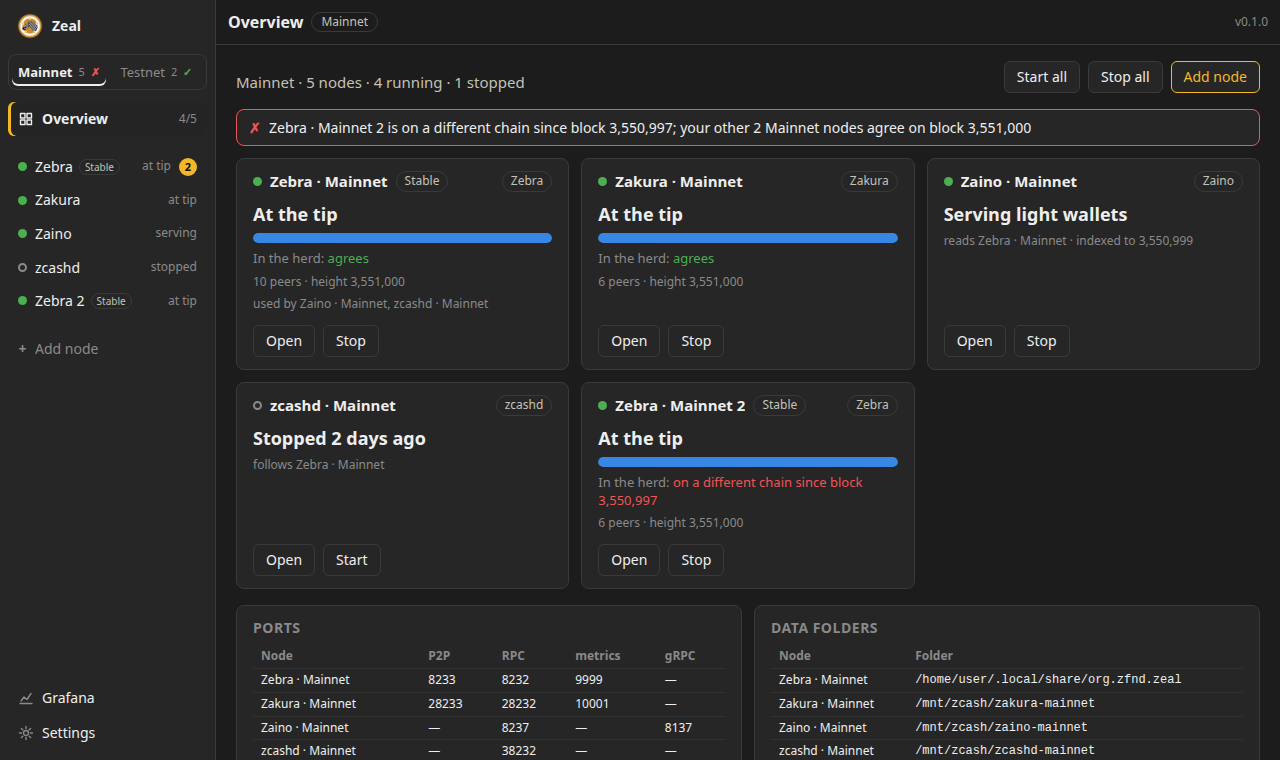 Zeal
Overview Mainnet
v0.1.0
Mainnet 5 ✗ Testnet 2 ✓
Overview 4/5
Zebra Stable at tip 2
Zakura at tip
Zaino serving
zcashd stopped
Zebra 2 Stable at tip
+ Add node
Grafana
Settings
Mainnet · 5 nodes · 4 running · 1 stopped
Start all Stop all Add node
✗ Zebra · Mainnet 2 is on a different chain since block 3,550,997; your other 2 Mainnet nodes agree on block 3,551,000
Zebra · Mainnet Stable Zebra
At the tip
In the herd: agrees
10 peers · height 3,551,000
used by Zaino · Mainnet, zcashd · Mainnet
Open Stop
Zakura · Mainnet Zakura
At the tip
In the herd: agrees
6 peers · height 3,551,000
Open Stop
Zaino · Mainnet Zaino
Serving light wallets
reads Zebra · Mainnet · indexed to 3,550,999
Open Stop
zcashd · Mainnet zcashd
Stopped 2 days ago
follows Zebra · Mainnet
Open Start
Zebra · Mainnet 2 Stable Zebra
At the tip
In the herd: on a different chain since block
3,550,997
6 peers · height 3,551,000
Open Stop
PORTS
Node P2P RPC metrics gRPC
Zebra · Mainnet 8233 8232 9999 —
Zakura · Mainnet 28233 28232 10001 —
Zaino · Mainnet — 8237 — 8137
zcashd · Mainnet — 38232 — —
DATA FOLDERS
Node Folder
Zebra · Mainnet /home/user/.local/share/org.zfnd.zeal
Zakura · Mainnet /mnt/zcash/zakura-mainnet
Zaino · Mainnet /mnt/zcash/zaino-mainnet
zcashd · Mainnet /mnt/zcash/zcashd-mainnet